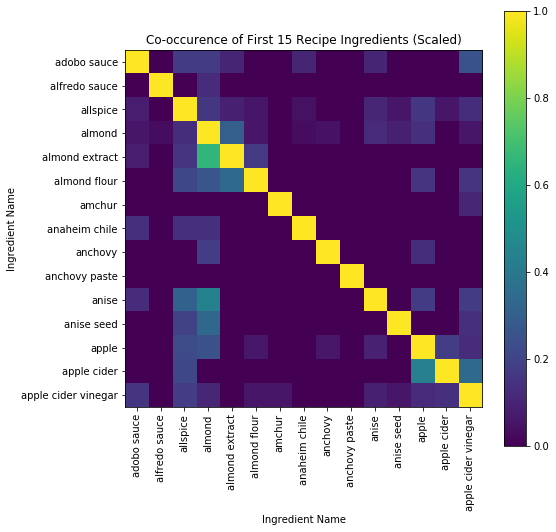 Co-occurence of First 15 Recipe Ingredients (Scaled)
Ingredient Name
adobo sauce
alfredo sauce
allspice
almond
almond extract
almond flour
amchur
anaheim chile
anchovy
anchovy paste
anise
anise seed
apple
apple cider
apple cider vinegar
adobo sauce
alfredo sauce
allspice
almond
almond extract
almond flour
amchur
anaheim chile
anchovy
anchovy paste
anise
anise seed
apple
apple cider
apple cider vinegar
Ingredient Name
1.0
0.8
0.6
0.4
0.2
0.0